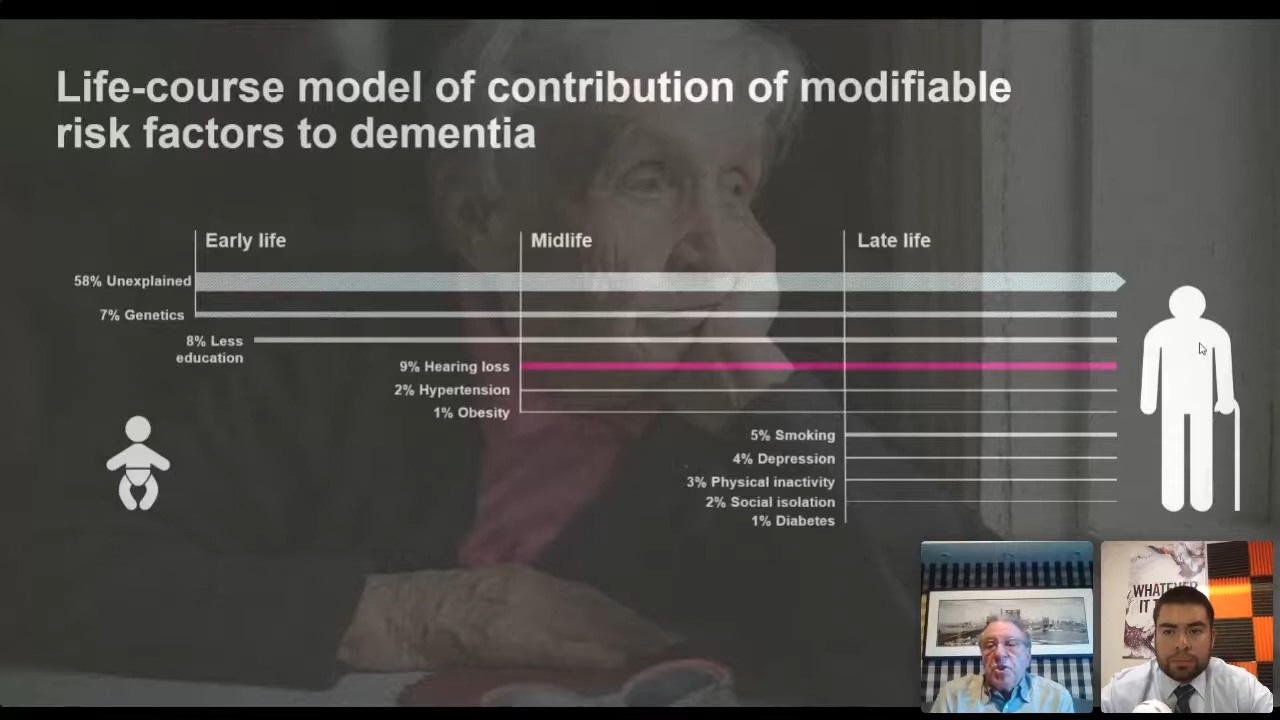 Life-course model of contribution of modifiable
risk factors to dementia
Early life
Midlife
Late life
58% Unexplained
7% Genetics
8% Less
education
9% Hearing loss
2% Hypertension
1% Obesity
5% Smoking
4% Depression
3% Physical inactivity
2% Social isolation
1% Diabetes
WHATEVER
IT